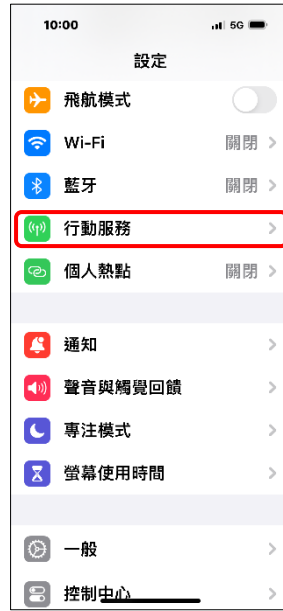 10:00 5G
設定
飛航模式
Wi-Fi 關閉
藍牙 關閉
行動服務
個人熱點 關閉
通知
聲音與觸覺回饋
專注模式
螢幕使用時間
一般
控制中心